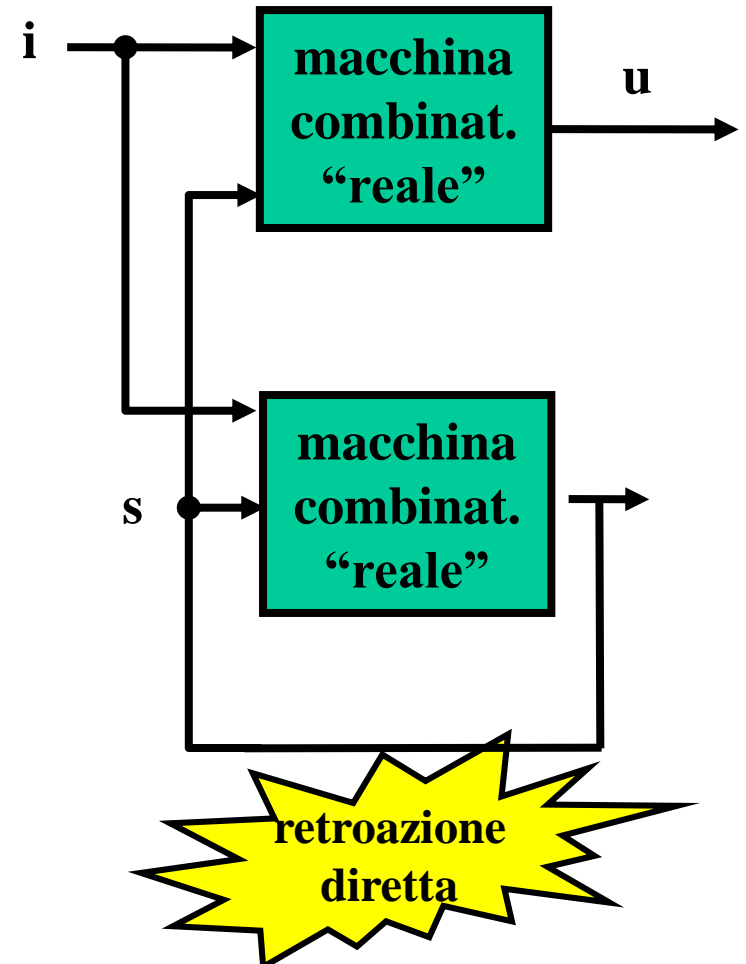 i
macchina
combinat.
“reale”
u
macchina
combinat.
“reale”
s
retroazione
diretta